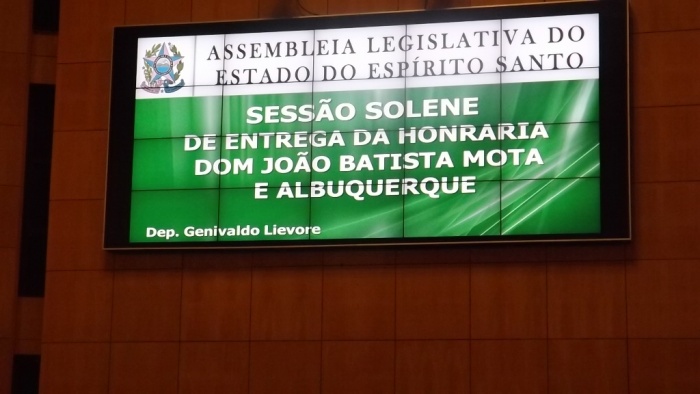 ASSEMBLEIA LEGISLATIVA DO
ESTADO DO ESPÍRITO SANTO
SESSÃO SOLENE
DE ENTREGA DA HONRARIA
DOM JOÃO BATISTA MOTA
E ALBUQUERQUE
Dep. Genivaldo Lievore